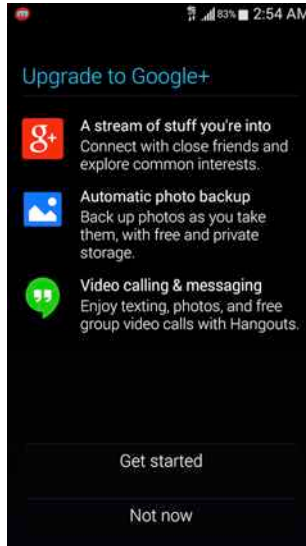 83% 2:54 AM
Upgrade to Google+
g+
A stream of stuff you're into
Connect with close friends and
explore common interests.
Automatic photo backup
Back up photos as you take
them, with free and private
storage.
Video calling & messaging
Enjoy texting, photos, and free
group video calls with Hangouts.
Get started
Not now